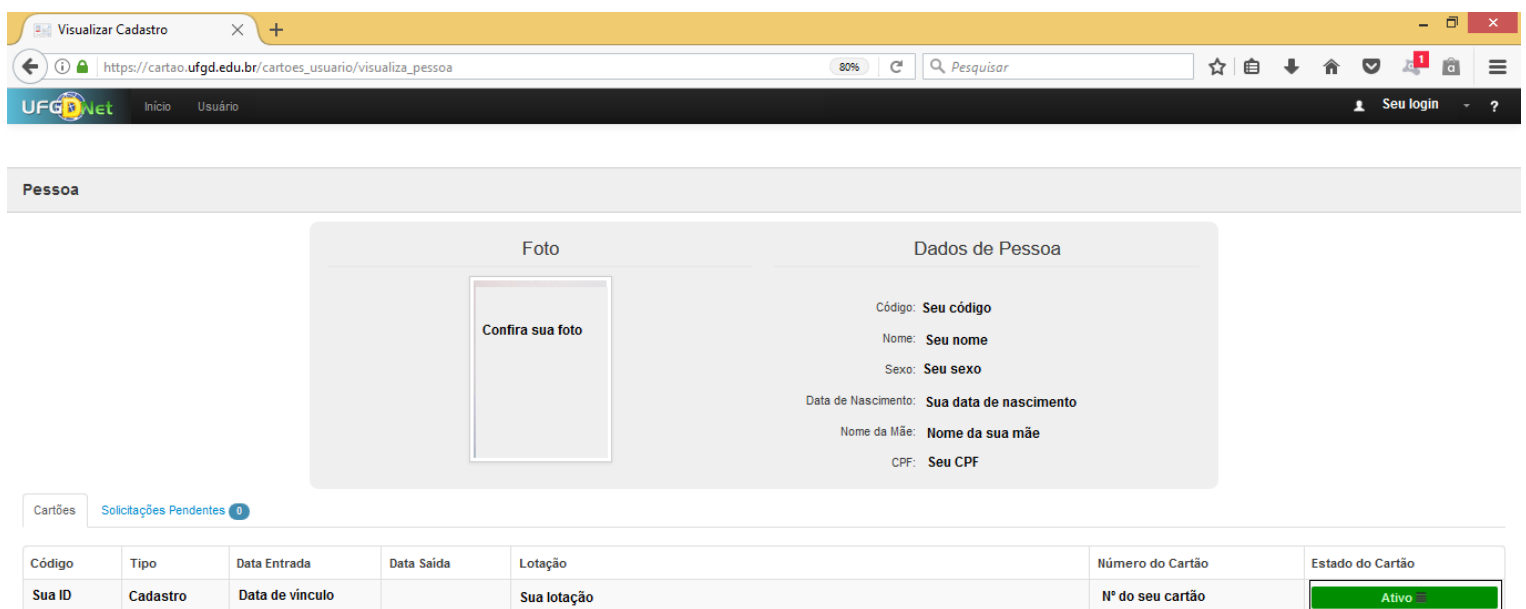 Visualizar Cadastro
https://cartao.ufgd.edu.br/cartoes_usuario/visualiza_pessoa 80% Pesquisar 1
UFGDNet Início Usuário Seu login ?
Pessoa
Foto Dados de Pessoa
Confira sua foto
Código: Seu código
Nome: Seu nome
Sexo: Seu sexo
Data de Nascimento: Sua data de nascimento
Nome da Mãe: Nome da sua mãe
CPF: Seu CPF
Cartões Solicitações Pendentes 0
Código Tipo Data Entrada Data Saída Lotação Número do Cartão Estado do Cartão
Sua ID Cadastro Data de vínculo Sua lotação Nº do seu cartão Ativo